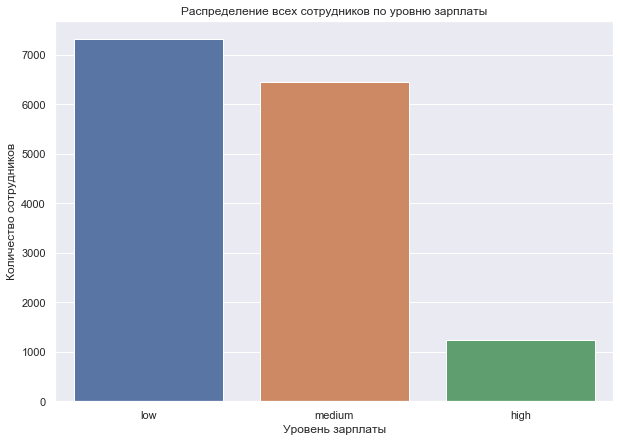 Распределение всех сотрудников по уровню зарплаты
Количество сотрудников
7000
6000
5000
4000
3000
2000
1000
0
low medium high
Уровень зарплаты